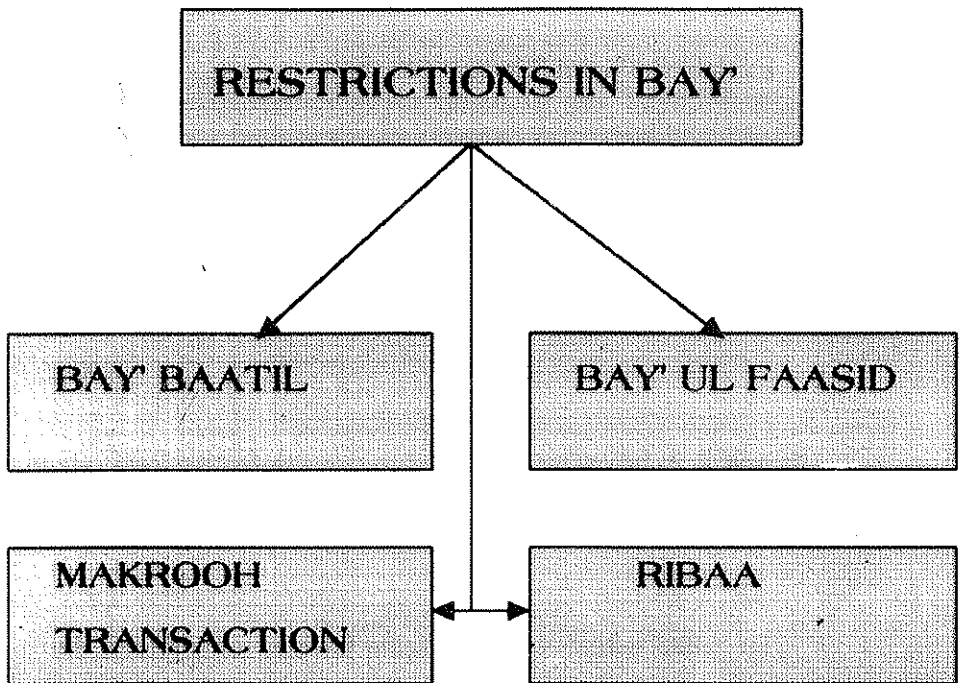 RESTRICTIONS IN BAY'
BAY' BAATIL
BAY' UL FAASID
MAKROOH
TRANSACTION
RIBAA